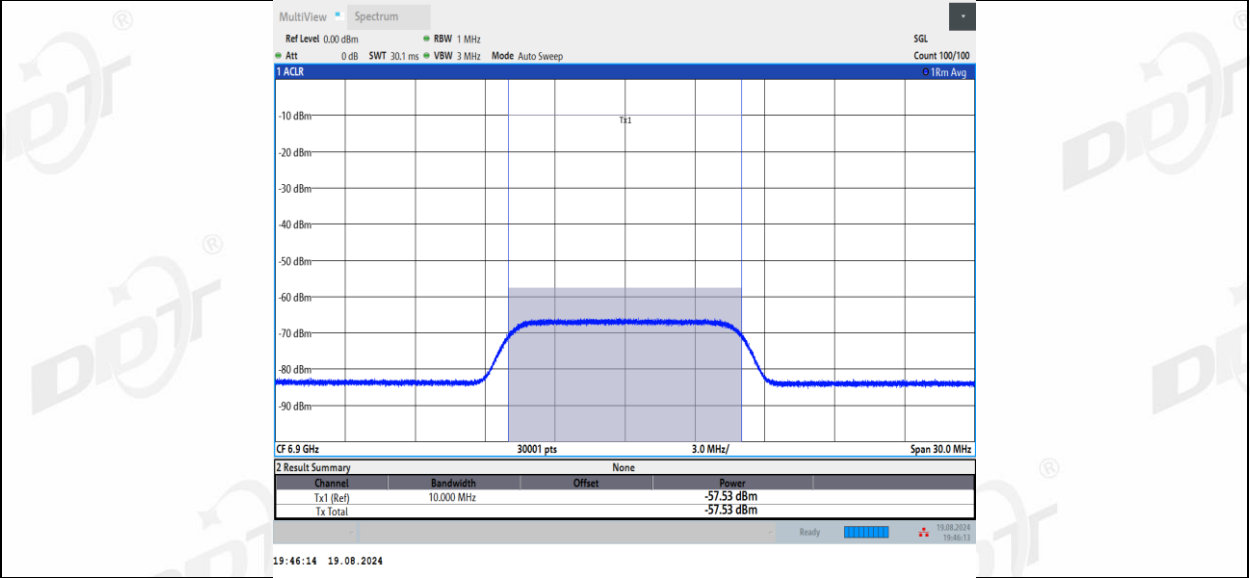 MultiView Spectrum
Ref Level 0.00 dBm RBW 1 MHz SGL
Att 0 dB SWT 30.1 ms VBW 3 MHz Mode Auto Sweep Count 100/100
1 ACLR 1Rm Avg
Tx1
-10 dBm
-20 dBm
-30 dBm
-40 dBm
-50 dBm
-60 dBm
-70 dBm
-80 dBm
-90 dBm
CF 6.9 GHz 30001 pts 3.0 MHz/ Span 30.0 MHz
2 Result Summary None
Channel Bandwidth Offset Power
Tx1 (Ref) 10.000 MHz -57.53 dBm
Tx Total -57.53 dBm
Ready 19.08.2024
19:46:13
19:46:14 19.08.2024
DDT ®
DDT ®
DDT ®
DDT ®